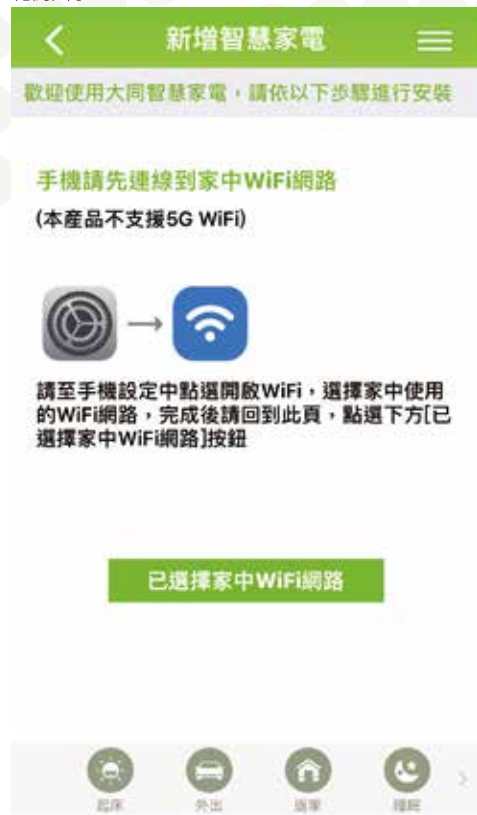 新增智慧家電
歡迎使用大同智慧家電，請依以下步驟進行安裝
手機請先連線到家中WiFi網路
(本產品不支援5G WiFi)
請至手機設定中點選開啟WiFi，選擇家中使用
的WiFi網路，完成後請回到此頁，點選下方[已
選擇家中WiFi網路]按鈕
已選擇家中WiFi網路
起床 外出 返家 睡眠